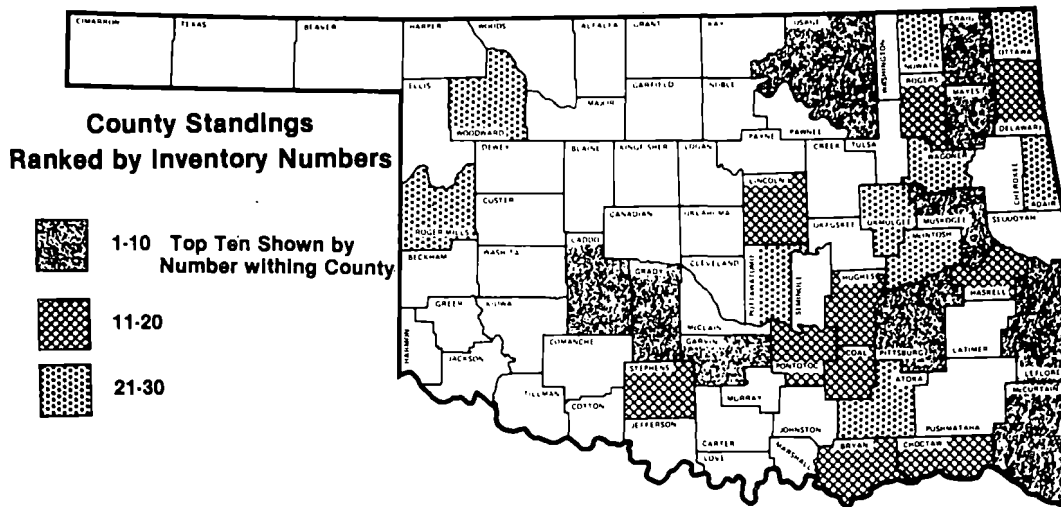 CIMARRON
TEXAS
BEAVER
HARPER
WOODS
ALFALFA
GRANT
KAY
OSAGE
WASHINGTON
NOWATA
CRAIG
OTTAWA
ROGERS
MAYES
DELAWARE
ELLIS
WOODWARD
MAJOR
GARFIELD
NOBLE
PAWNEE
PAYNE
County Standings
Ranked by Inventory Numbers
DEWEY
BLAINE
KINGFISHER
LOGAN
CREEK
TULSA
WAGONER
CHEROKEE
ADAIR
LINCOLN
CUSTER
CANADIAN
OKLAHOMA
OKFUSKEE
OKMULGEE
MUSKOGEE
SEQUOYAH
ROGER MILLS
1-10 Top Ten Shown by
Number withing County
BECKHAM
WASHITA
CADDO
GRADY
CLEVELAND
POTTAWATOMIE
SEMINOLE
HUGHES
McINTOSH
HASKELL
GREER
KIOWA
11-20
HARMON
JACKSON
COMANCHE
McCLAIN
GARVIN
PONTOTOC
COAL
PITTSBURG
LATIMER
LEFLORE
21-30
TILLMAN
COTTON
STEPHENS
MURRAY
ATOKA
McCURTAIN
JEFFERSON
CARTER
JOHNSTON
PUSHMATAHA
LOVE
MARSHALL
BRYAN
CHOCTAW